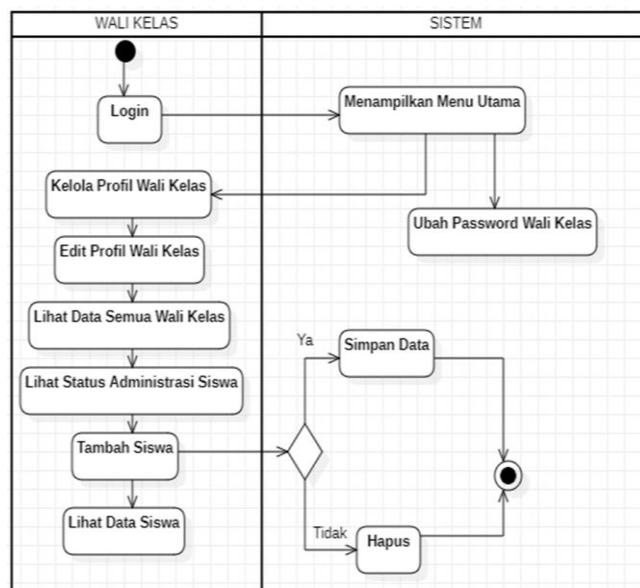 WALI KELAS
SISTEM
Login
Menampilkan Menu Utama
Kelola Profil Wali Kelas
Ubah Password Wali Kelas
Edit Profil Wali Kelas
Lihat Data Semua Wali Kelas
Ya
Simpan Data
Lihat Status Administrasi Siswa
Tambah Siswa
Lihat Data Siswa
Tidak
Hapus